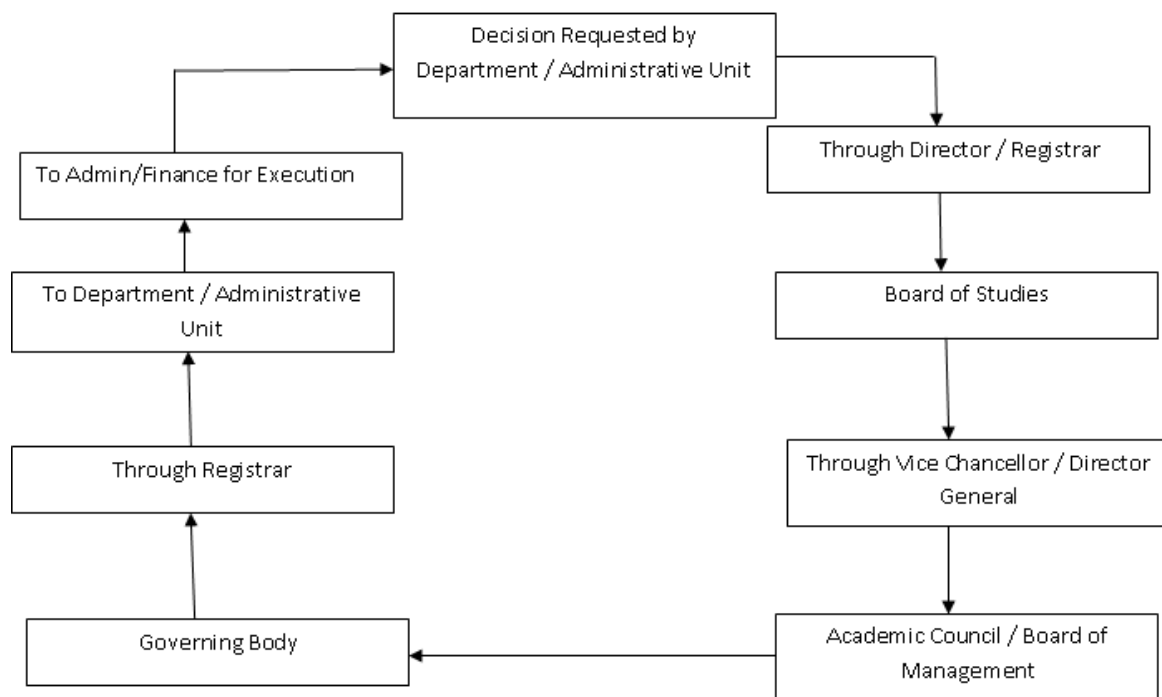 Decision Requested by
Department / Administrative Unit
Through Director / Registrar
Board of Studies
Through Vice Chancellor / Director
General
Academic Council / Board of
Management
Governing Body
Through Registrar
To Department / Administrative
Unit
To Admin/Finance for Execution